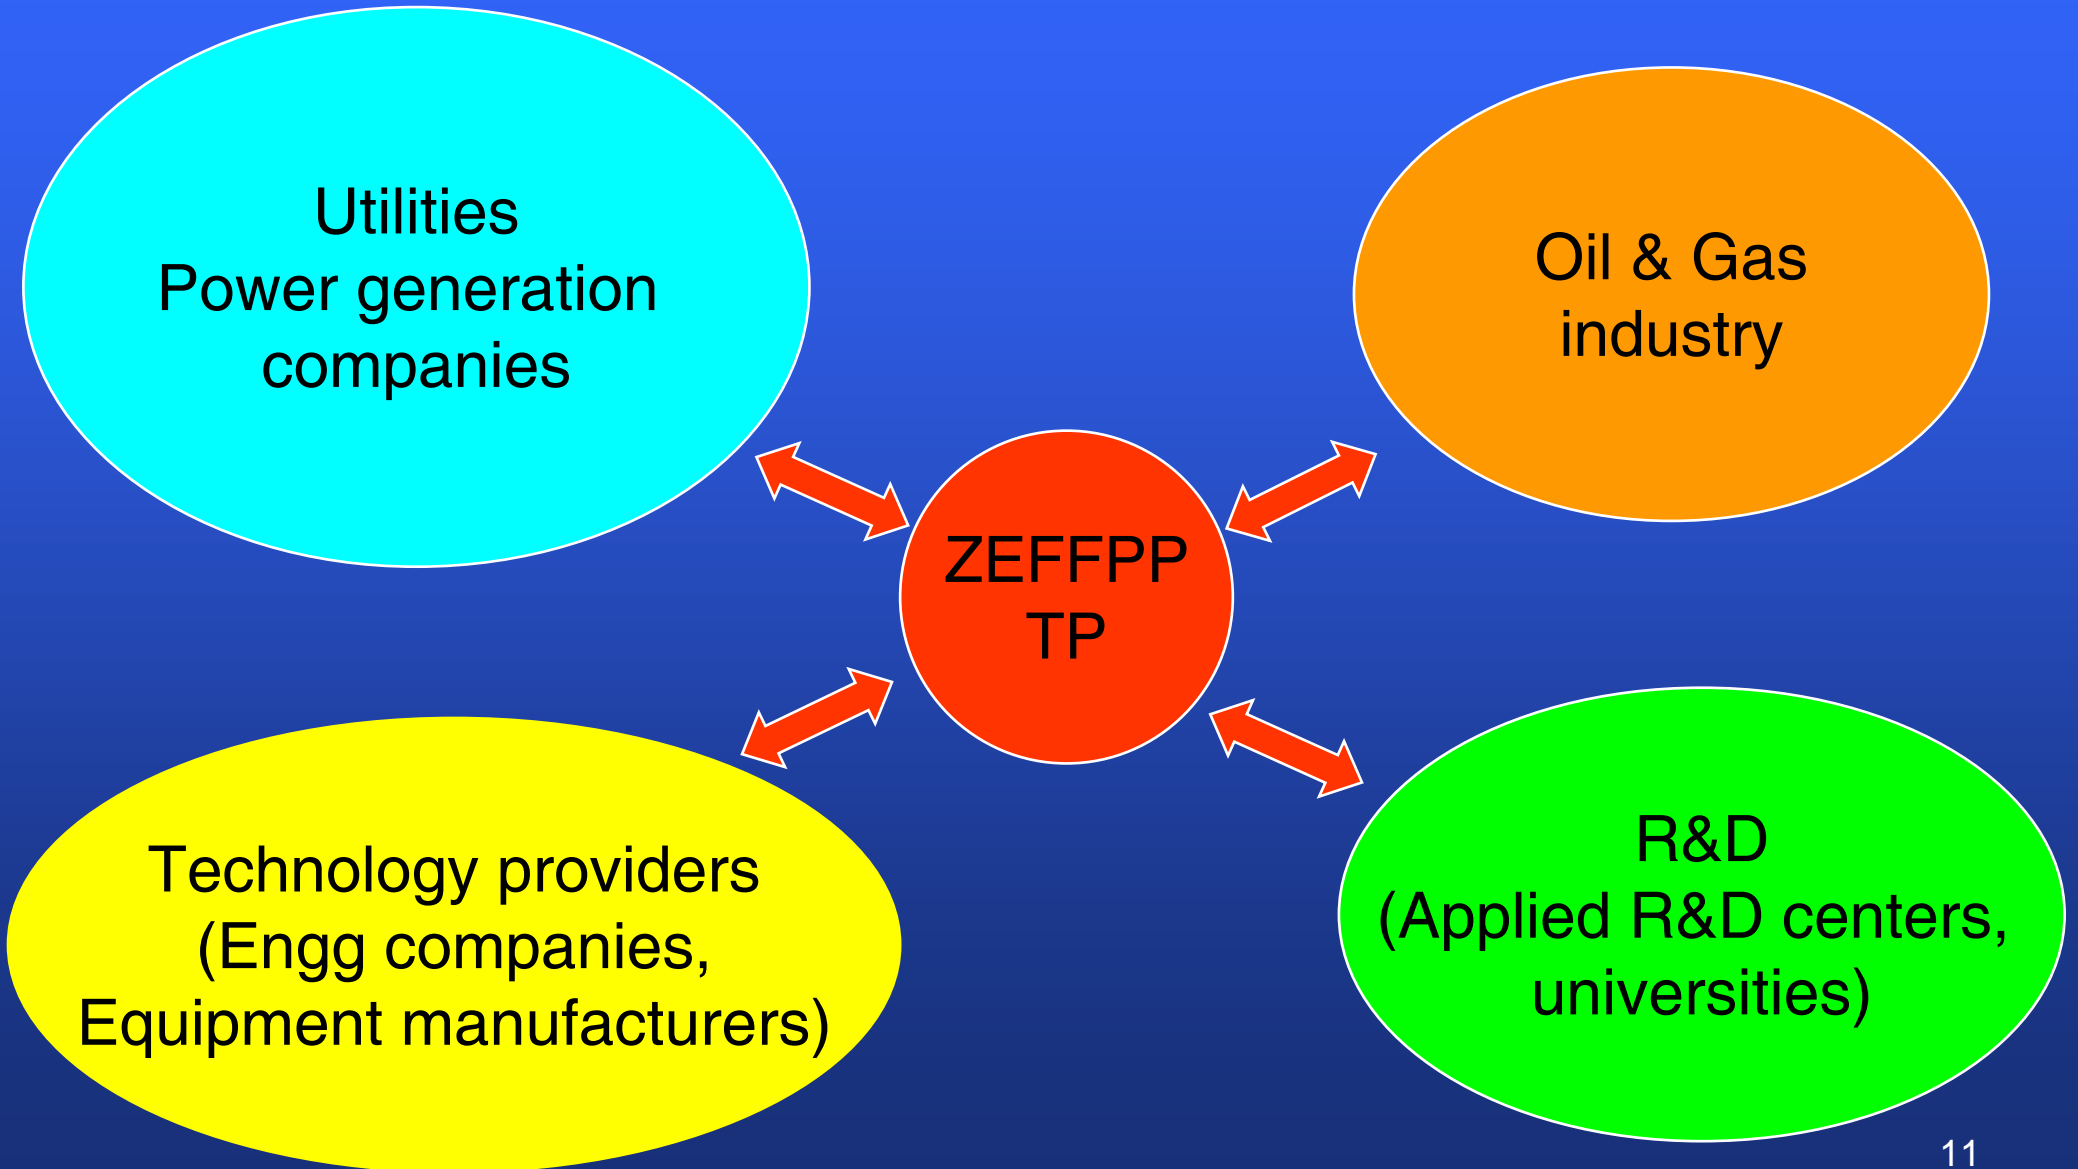 Utilities
Power generation
companies
Oil & Gas
industry
ZEFFPP
TP
Technology providers
(Engg companies,
Equipment manufacturers)
R&D
(Applied R&D centers,
universities)
11